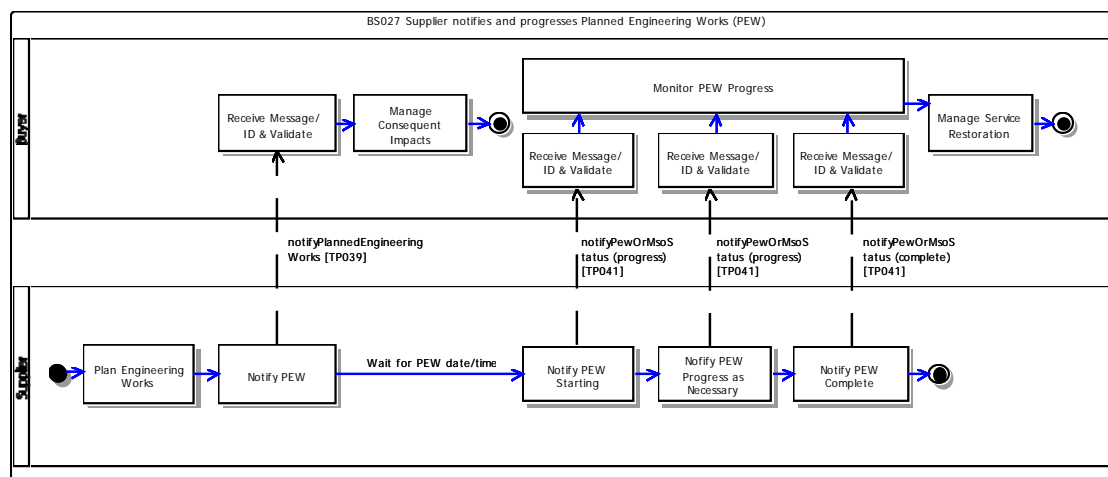 BS027 Supplier notifies and progresses Planned Engineering Works (PEW)
Buyer
Monitor PEW Progress
Receive Message/
ID & Validate
Manage
Consequent
Impacts
Manage Service
Restoration
Receive Message/
ID & Validate
Receive Message/
ID & Validate
Receive Message/
ID & Validate
notifyPlannedEngineering
Works [TP039]
notifyPewOrMsoS
tatus (progress)
[TP041]
notifyPewOrMsoS
tatus (progress)
[TP041]
notifyPewOrMsoS
tatus (complete)
[TP041]
Supplier
Plan Engineering
Works
Notify PEW
Wait for PEW date/time
Notify PEW
Starting
Nofify PEW
Progress as
Necessary
Notify PEW
Complete